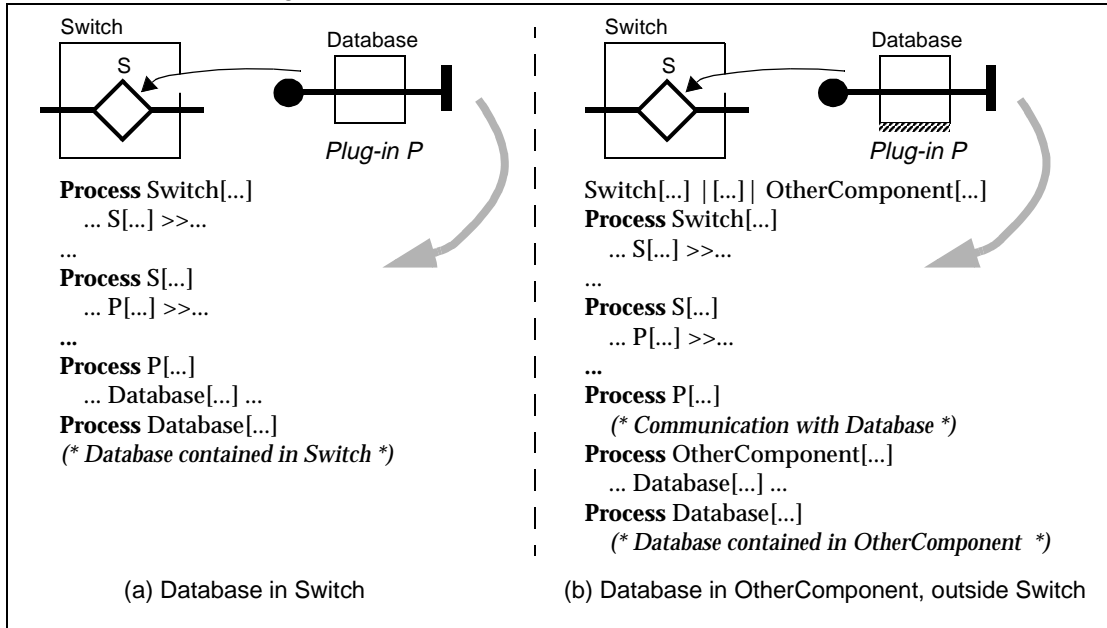 Switch
S
Database
Plug-in P
Process Switch[...]
... S[...] >>...
...
Process S[...]
... P[...] >>...
...
Process P[...]
... Database[...] ...
Process Database[...]
(* Database contained in Switch *)
(a) Database in Switch
Switch
S
Database
Plug-in P
Switch[...] |[...]| OtherComponent[...]
Process Switch[...]
... S[...] >>...
...
Process S[...]
... P[...] >>...
...
Process P[...]
(* Communication with Database *)
Process OtherComponent[...]
... Database[...] ...
Process Database[...]
(* Database contained in OtherComponent *)
(b) Database in OtherComponent, outside Switch